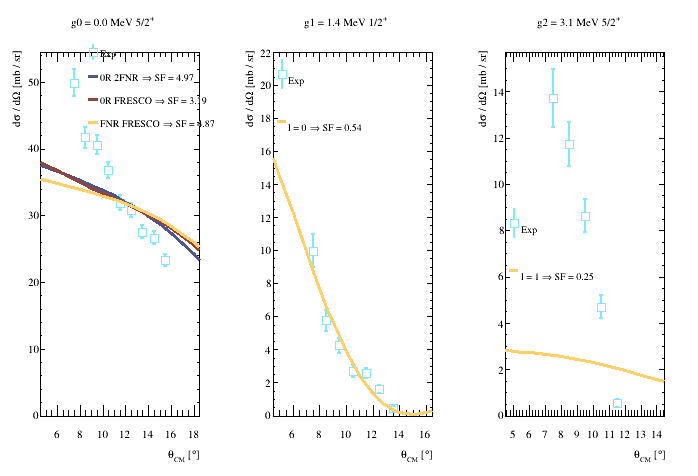 g0 = 0.0 MeV 5/2⁺
g1 = 1.4 MeV 1/2⁺
g2 = 3.1 MeV 5/2⁺
dσ / dΩ [mb / sr]
50
40
30
20
10
0
6 8 10 12 14 16 18
θCM [°]
Exp
0R 2FNR ⇒ SF = 4.97
0R FRESCO ⇒ SF = 3.19
FNR FRESCO ⇒ SF = 4.87
dσ / dΩ [mb / sr]
22
20
18
16
14
12
10
8
6
4
2
0
6 8 10 12 14 16
θCM [°]
Exp
l = 0 ⇒ SF = 0.54
dσ / dΩ [mb / sr]
14
12
10
8
6
4
2
0
5 6 7 8 9 10 11 12 13 14
θCM [°]
Exp
l = 1 ⇒ SF = 0.25